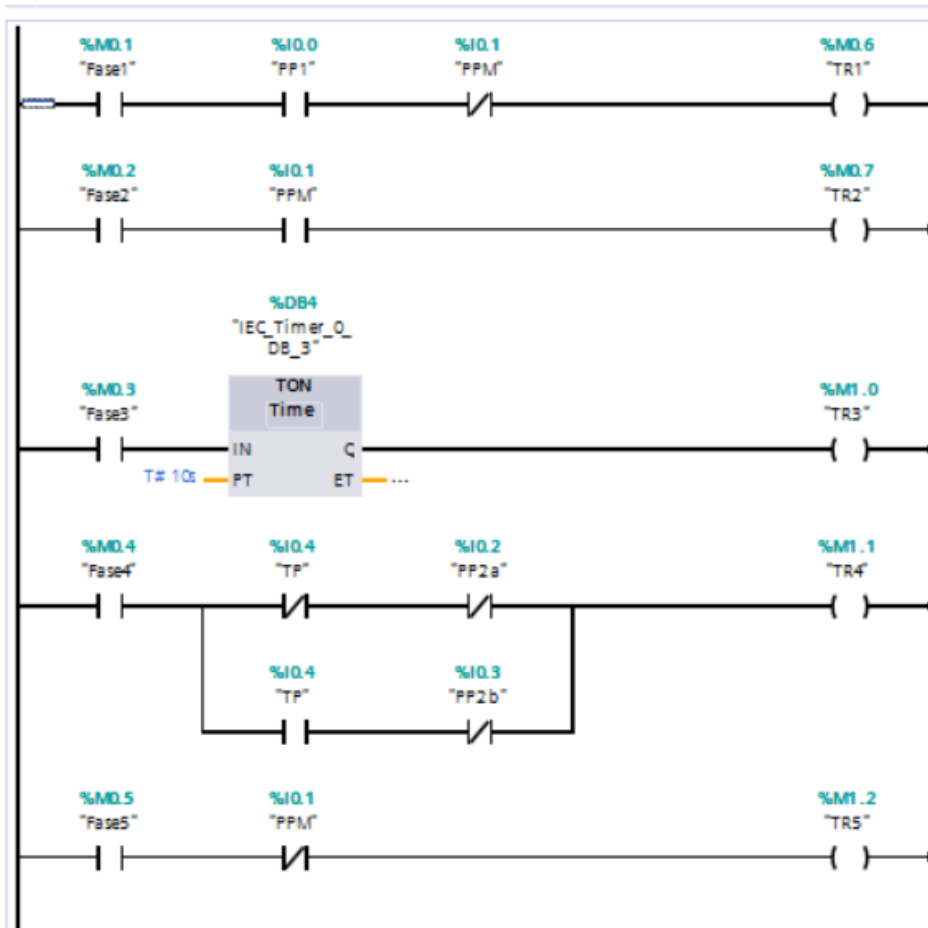 %M0.1 %I0.0 %I0.1 %M0.6
"Fase1" "PP1" "PPM" "TR1"
%M0.2 %I0.1 %M0.7
"Fase2" "PPM" "TR2"
%DB4
"IEC_Timer_0_
DB_3"
TON
Time
%M0.3 %M1.0
"Fase3" "TR3"
IN Q
T# 10s PT ET ...
%M0.4 %I0.4 %I0.2 %M1.1
"Fase4" "TP" "PP2a" "TR4"
%I0.4 %I0.3
"TP" "PP2b"
%M0.5 %I0.1 %M1.2
"Fase5" "PPM" "TR5"